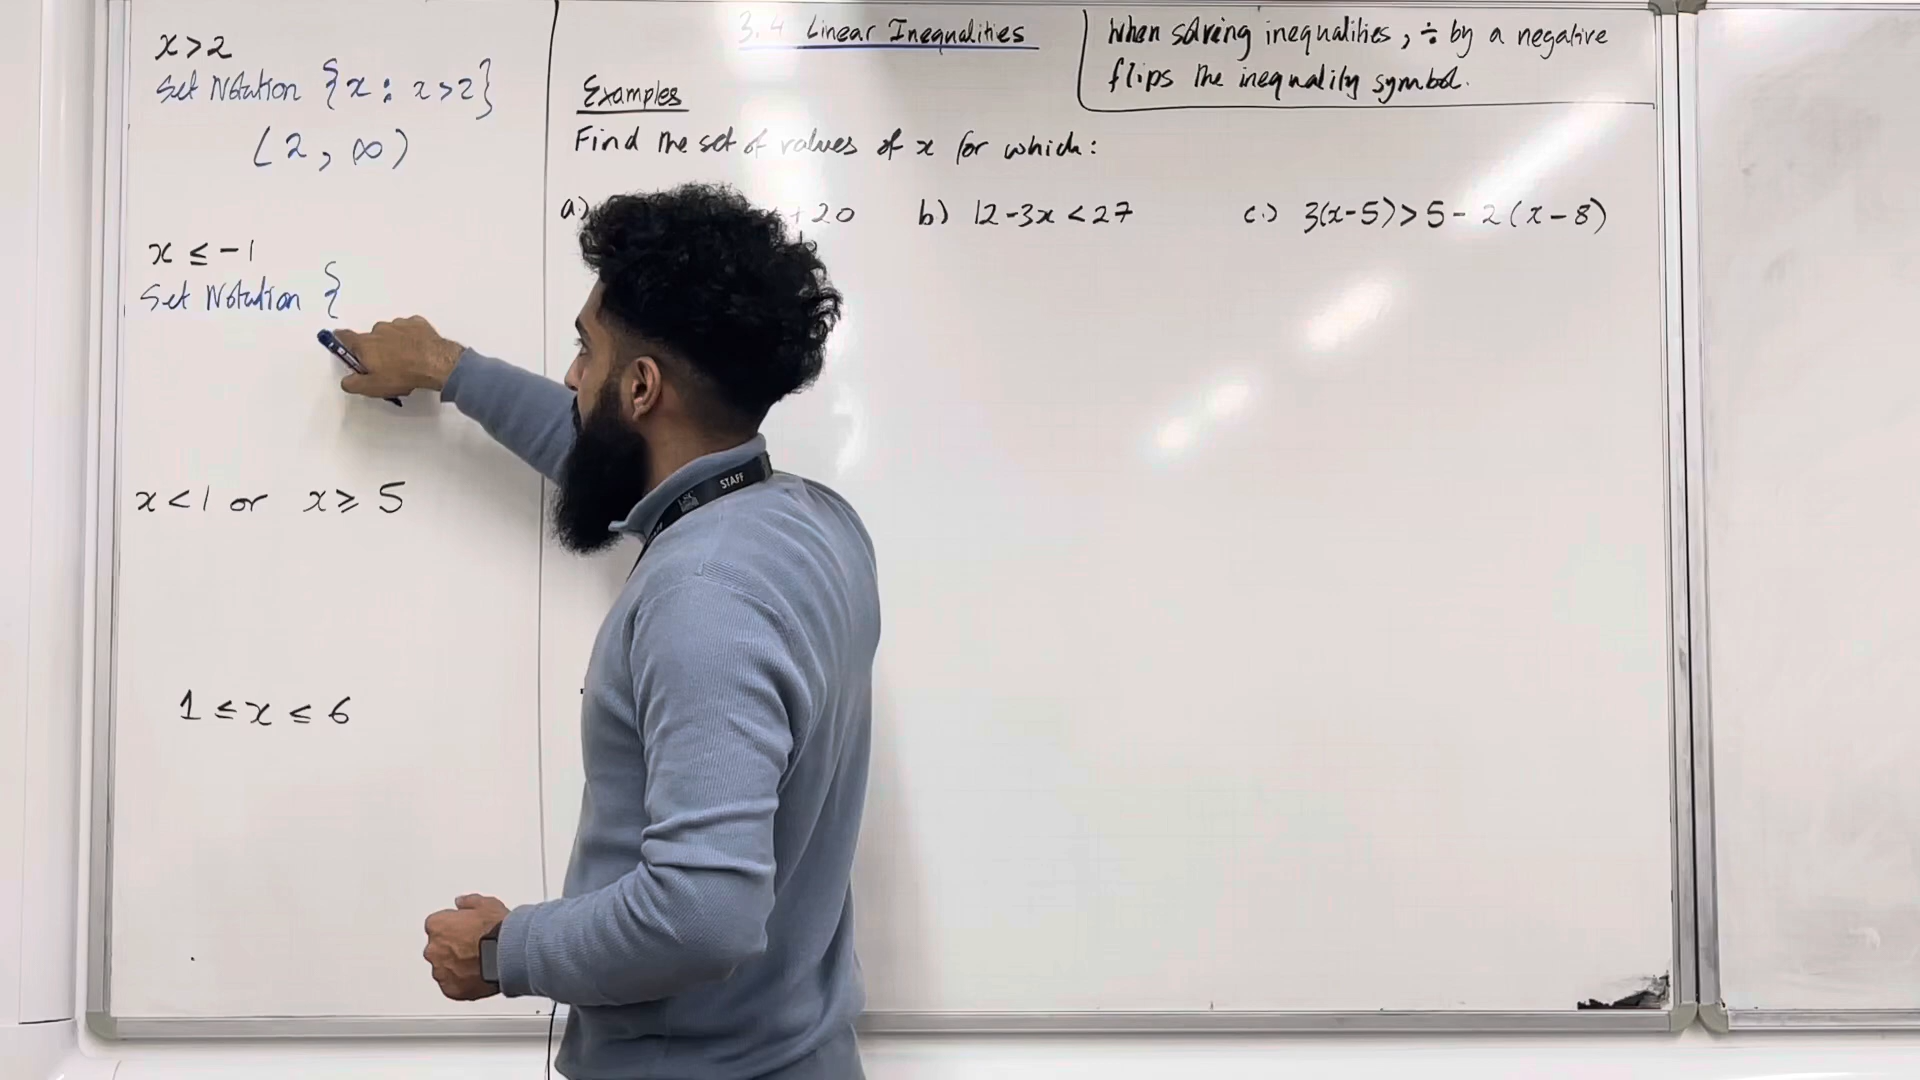 x > 2
Set Notation {x : x > 2}
(2, ∞)
x ≤ -1
Set Notation {
x < 1 or x ≥ 5
1 ≤ x ≤ 6
3.4 Linear Inequalities
When solving inequalities, ÷ by a negative
flips the inequality symbol.
Examples
Find the set of values of x for which:
a.) + 20
b) 12 - 3x < 27
c.) 3(x - 5) > 5 - 2(x - 8)
STAFF